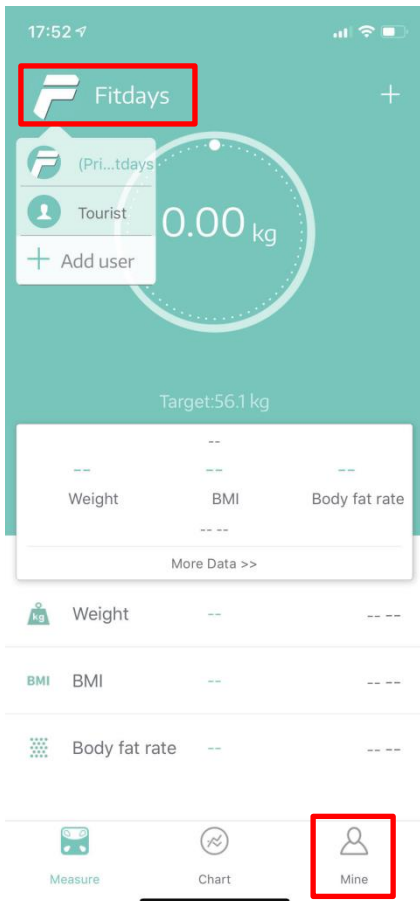 17:52
Fitdays
+
(Pri...tdays
Tourist
+ Add user
0.00 kg
Target:56.1 kg
--
-- -- --
Weight BMI Body fat rate
-- --
More Data >>
kg Weight -- -- --
BMI BMI -- -- --
Body fat rate -- -- --
Measure Chart Mine